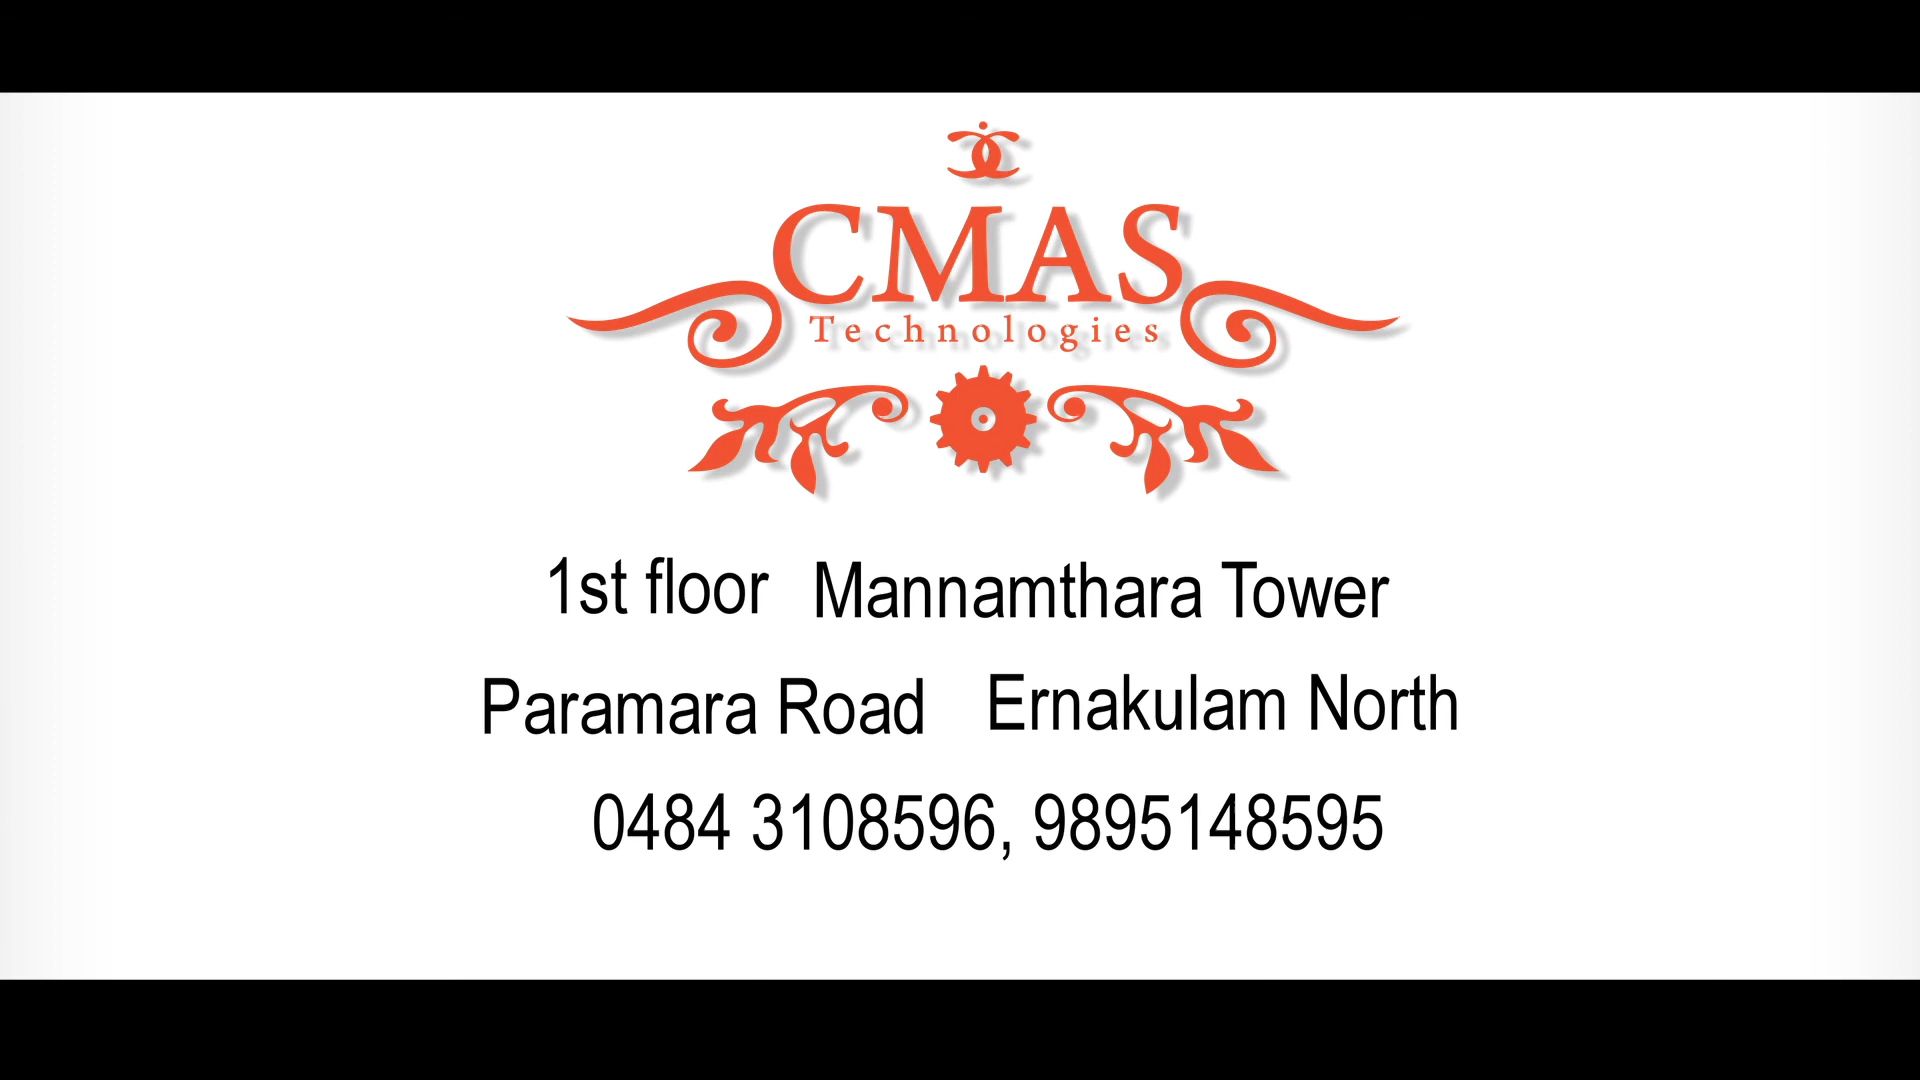 CMAS
Technologies
1st floor Mannamthara Tower
Paramara Road Ernakulam North
0484 3108596, 9895148595